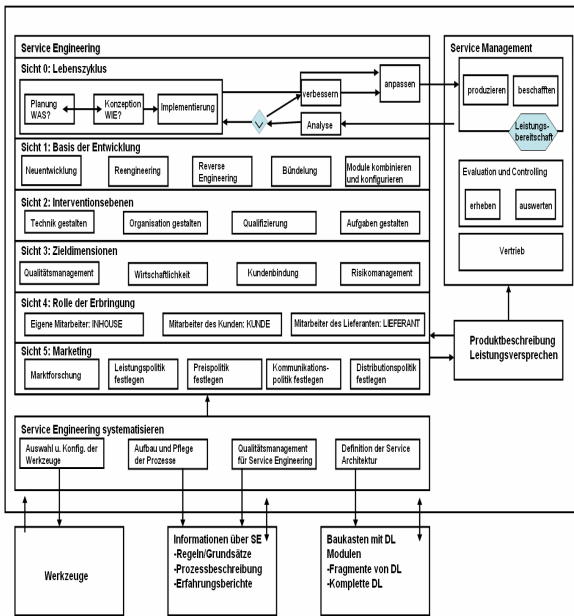 Service Engineering
Sicht 0: Lebenszyklus
Planung
WAS?
Konzeption
WIE?
Implementierung
verbessern
anpassen
Analyse
Sicht 1: Basis der Entwicklung
Neuentwicklung
Reengineering
Reverse
Engineering
Bündelung
Module kombinieren
und konfigurieren
Sicht 2: Interventionsebenen
Technik gestalten
Organisation gestalten
Qualifizierung
Aufgaben gestalten
Sicht 3: Zieldimensionen
Qualitätsmanagement
Wirtschaftlichkeit
Kundenbindung
Risikomanagement
Sicht 4: Rolle der Erbringung
Eigene Mitarbeiter: INHOUSE
Mitarbeiter des Kunden: KUNDE
Mitarbeiter des Lieferanten: LIEFERANT
Sicht 5: Marketing
Marktforschung
Leistungspolitik
festlegen
Preispolitik
festlegen
Kommunikations-
politik festlegen
Distributionspolitik
festlegen
Service Management
produzieren
beschafften
Leistungs-
bereitschaft
Evaluation und Controlling
erheben
auswerten
Vertrieb
Produktbeschreibung
Leistungsversprechen
Service Engineering systematisieren
Auswahl u. Konfig. der
Werkzeuge
Aufbau und Pflege
der Prozesse
Qualitätsmanagement
für Service Engineering
Definition der Service
Architektur
Werkzeuge
Informationen über SE
-Regeln/Grundsätze
-Prozessbeschreibung
-Erfahrungsberichte
Baukasten mit DL
Modulen
-Fragmente von DL
-Komplette DL